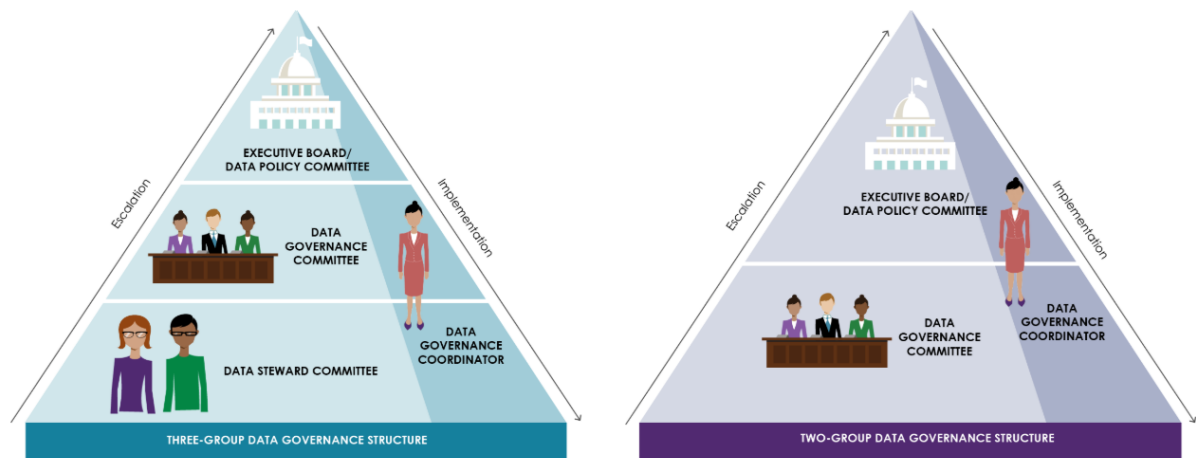 Escalation
EXECUTIVE BOARD/
DATA POLICY COMMITTEE
Implementation
DATA
GOVERNANCE
COMMITTEE
DATA STEWARD COMMITTEE
DATA
GOVERNANCE
COORDINATOR
THREE-GROUP DATA GOVERNANCE STRUCTURE
Escalation
EXECUTIVE BOARD/
DATA POLICY COMMITTEE
Implementation
DATA
GOVERNANCE
COMMITTEE
DATA
GOVERNANCE
COORDINATOR
TWO-GROUP DATA GOVERNANCE STRUCTURE